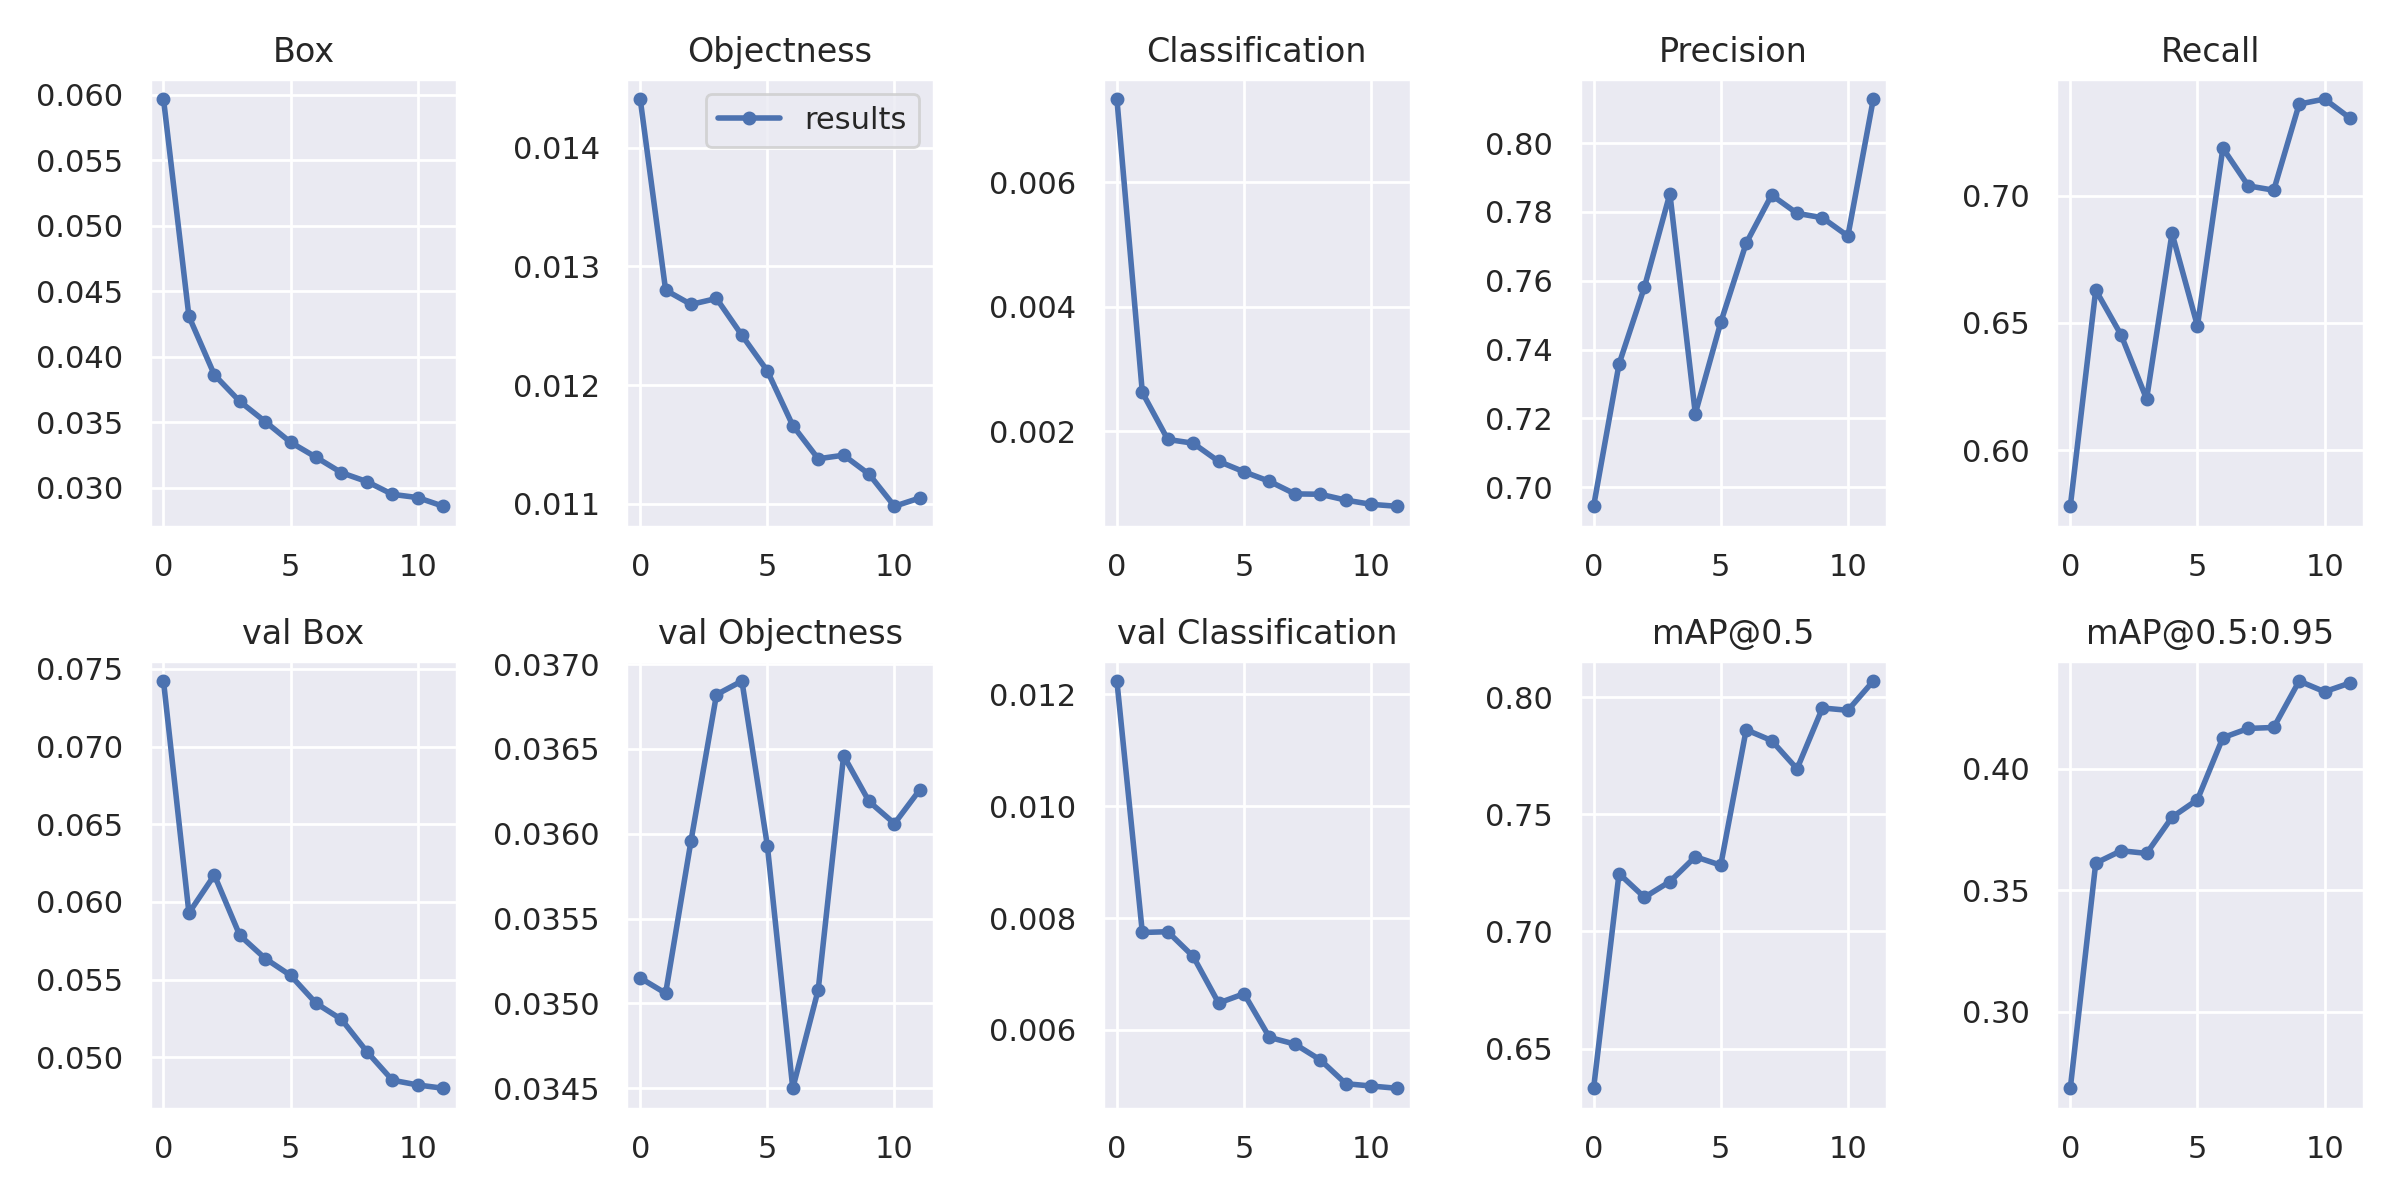 Box
Objectness
Classification
Precision
Recall
0.060
0.055
0.050
0.045
0.040
0.035
0.030
0 5 10
results
0.014
0.013
0.012
0.011
0 5 10
0.006
0.004
0.002
0 5 10
0.80
0.78
0.76
0.74
0.72
0.70
0 5 10
0.70
0.65
0.60
0 5 10
val Box
val Objectness
val Classification
mAP@0.5
mAP@0.5:0.95
0.075
0.070
0.065
0.060
0.055
0.050
0 5 10
0.0370
0.0365
0.0360
0.0355
0.0350
0.0345
0 5 10
0.012
0.010
0.008
0.006
0 5 10
0.80
0.75
0.70
0.65
0 5 10
0.40
0.35
0.30
0 5 10